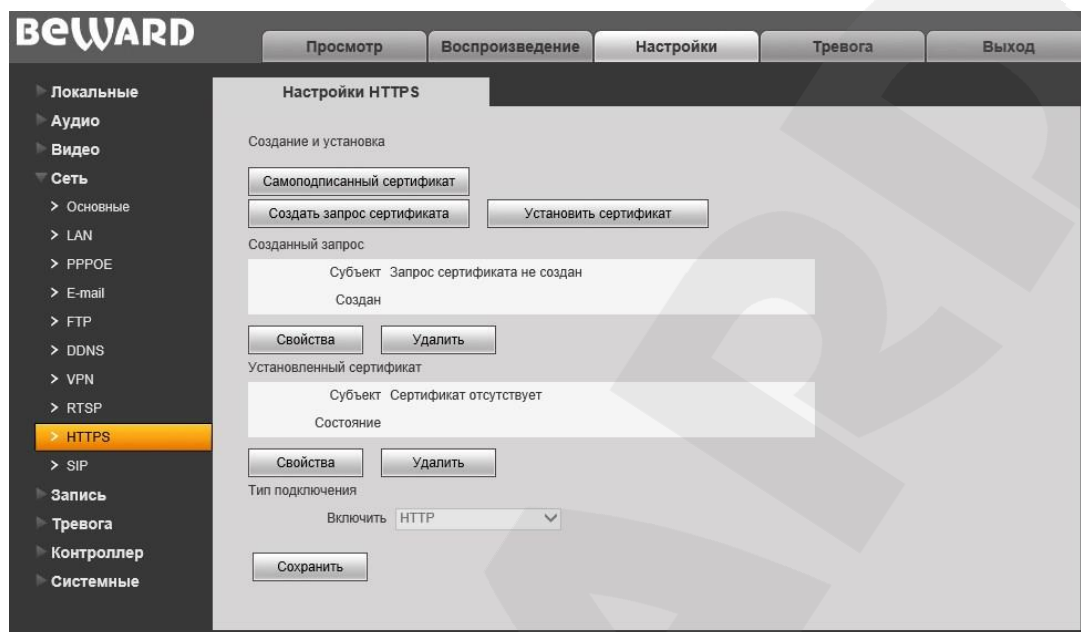 BEWARD
Просмотр Воспроизведение Настройки Тревога Выход
Локальные
Аудио
Видео
Сеть
> Основные
> LAN
> PPPOE
> E-mail
> FTP
> DDNS
> VPN
> RTSP
> HTTPS
> SIP
Запись
Тревога
Контроллер
Системные
Настройки HTTPS
Создание и установка
Самоподписанный сертификат
Создать запрос сертификата Установить сертификат
Созданный запрос
Субъект Запрос сертификата не создан
Создан
Свойства Удалить
Установленный сертификат
Субъект Сертификат отсутствует
Состояние
Свойства Удалить
Тип подключения
Включить HTTP
Сохранить